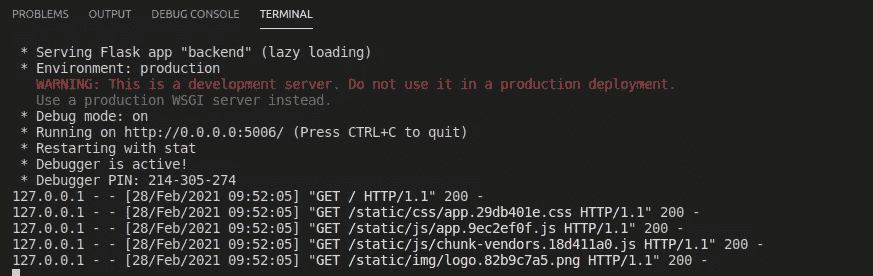 PROBLEMS OUTPUT DEBUG CONSOLE TERMINAL
* Serving Flask app "backend" (lazy loading)
* Environment: production
WARNING: This is a development server. Do not use it in a production deployment.
Use a production WSGI server instead.
* Debug mode: on
* Running on http://0.0.0.0:5006/ (Press CTRL+C to quit)
* Restarting with stat
* Debugger is active!
* Debugger PIN: 214-305-274
127.0.0.1 - - [28/Feb/2021 09:52:05] "GET / HTTP/1.1" 200 -
127.0.0.1 - - [28/Feb/2021 09:52:05] "GET /static/css/app.29db401e.css HTTP/1.1" 200 -
127.0.0.1 - - [28/Feb/2021 09:52:05] "GET /static/js/app.9ec2ef0f.js HTTP/1.1" 200 -
127.0.0.1 - - [28/Feb/2021 09:52:05] "GET /static/js/chunk-vendors.18d411a0.js HTTP/1.1" 200 -
127.0.0.1 - - [28/Feb/2021 09:52:05] "GET /static/img/logo.82b9c7a5.png HTTP/1.1" 200 -